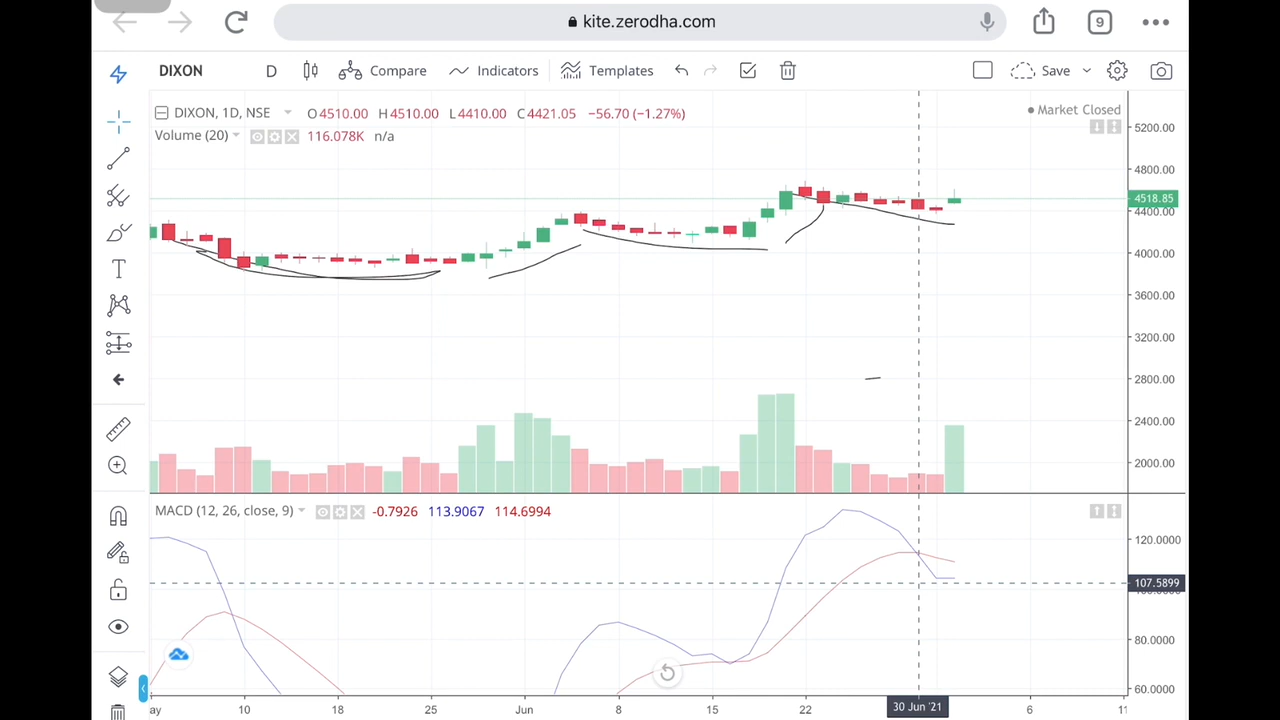 kite.zerodha.com
9
DIXON D Compare Indicators Templates Save
DIXON, 1D, NSE O4510.00 H4510.00 L4410.00 C4421.05 −56.70 (−1.27%)
Market Closed
Volume (20) 116.078K n/a
5200.00
4800.00
4518.85
4400.00
4000.00
3600.00
3200.00
2800.00
2400.00
2000.00
MACD (12, 26, close, 9) -0.7926 113.9067 114.6994
120.0000
107.5899
80.0000
60.0000
ay 10 18 25 Jun 8 15 22 30 Jun '21 6 11